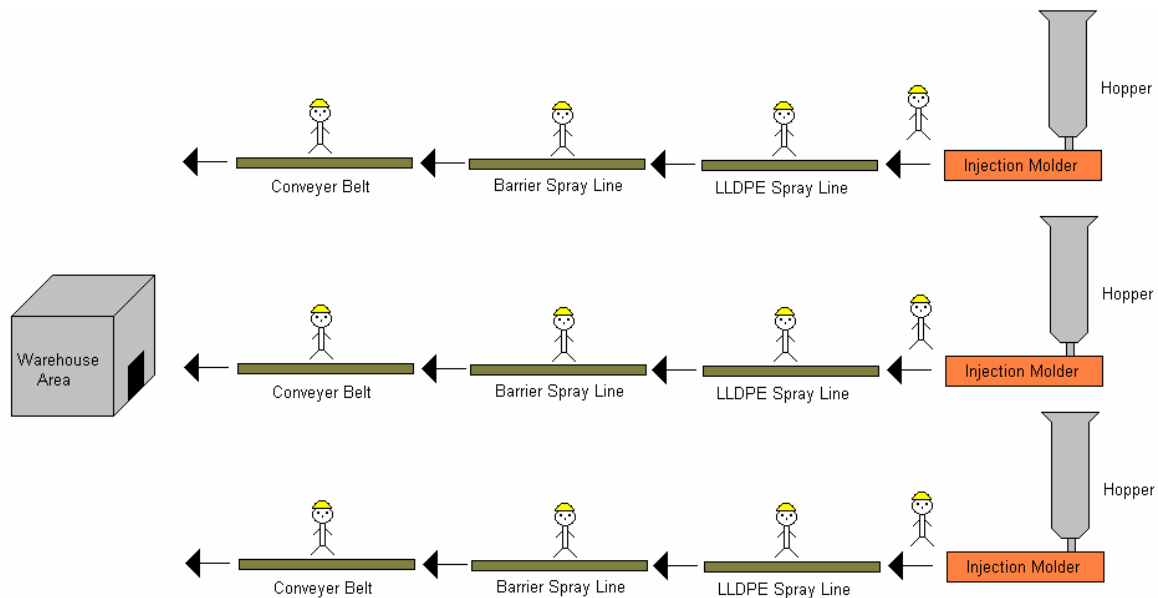 Hopper
Injection Molder
Conveyer Belt
Barrier Spray Line
LLDPE Spray Line
Hopper
Warehouse
Area
Injection Molder
Conveyer Belt
Barrier Spray Line
LLDPE Spray Line
Hopper
Injection Molder
Conveyer Belt
Barrier Spray Line
LLDPE Spray Line